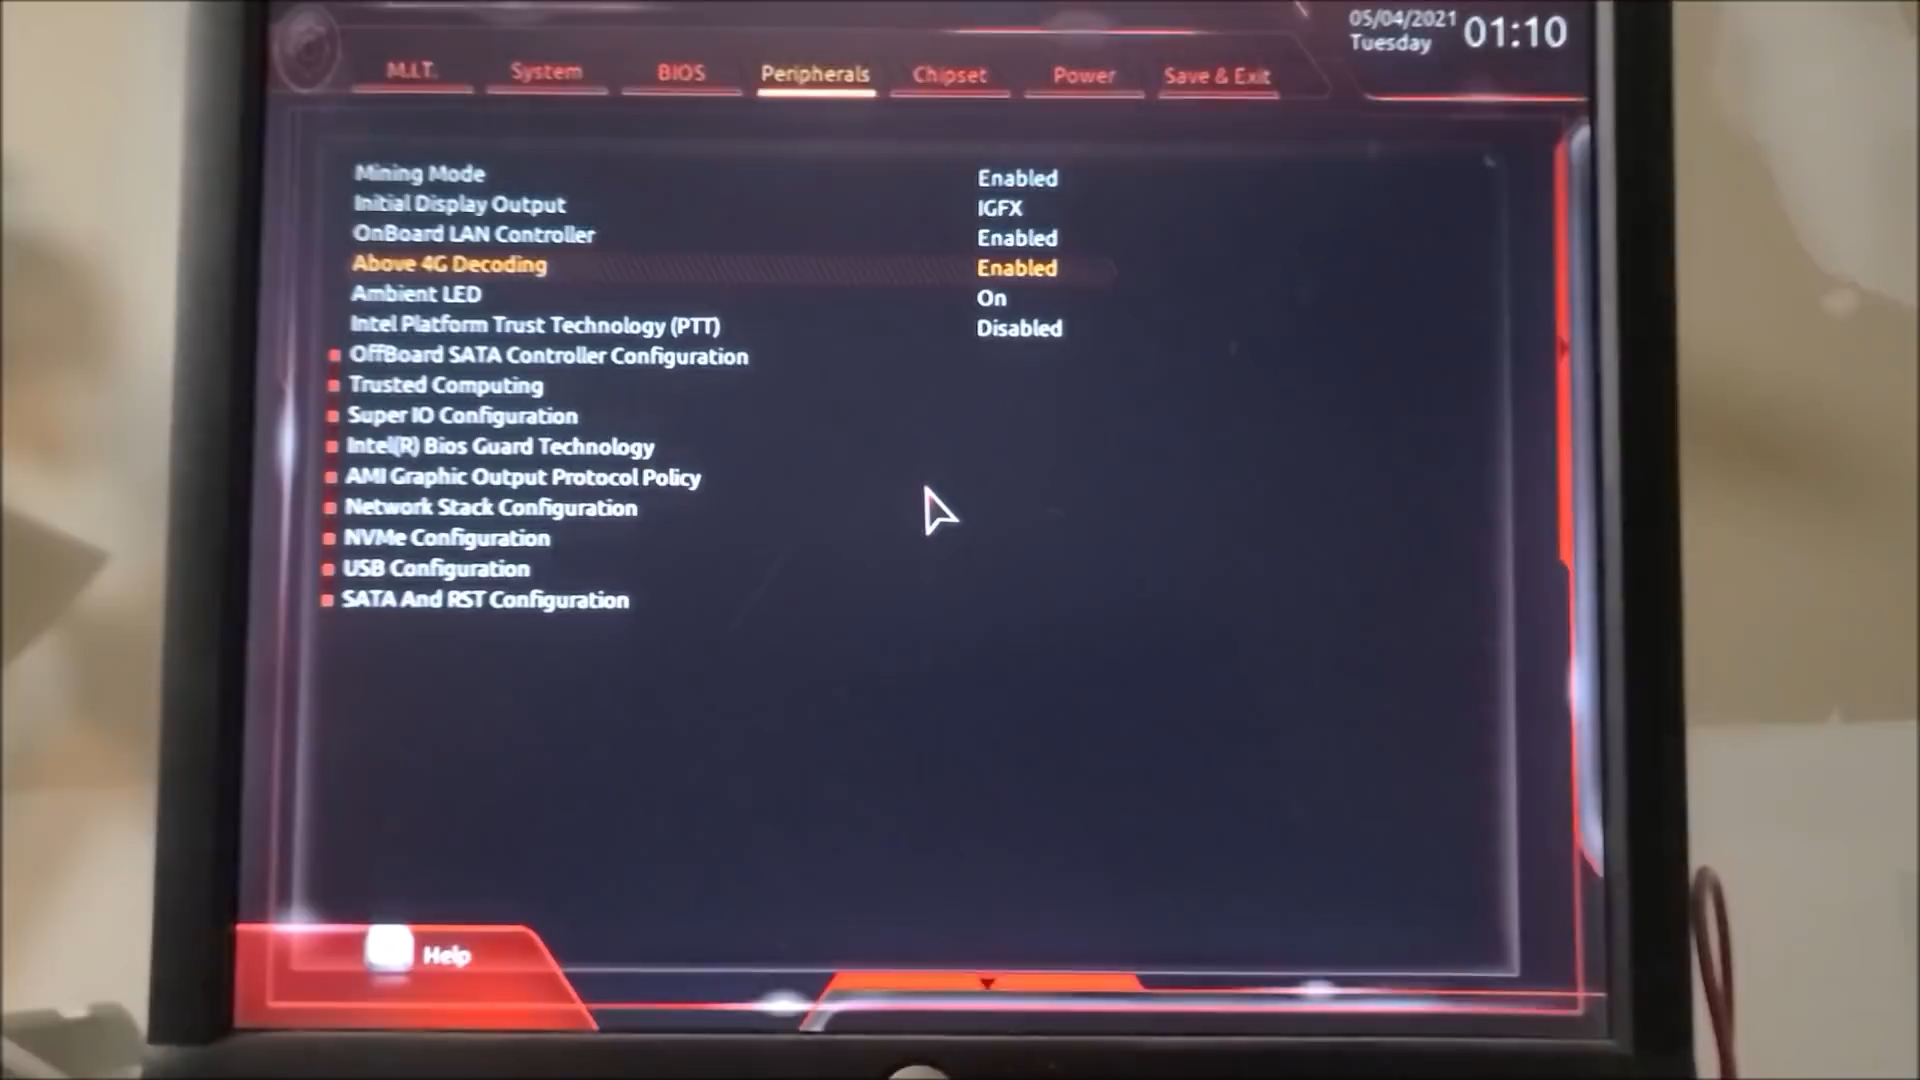 05/04/2021
Tuesday
01:10
M.I.T. System BIOS Peripherals Chipset Power Save & Exit
Mining Mode Enabled
Initial Display Output IGFX
OnBoard LAN Controller Enabled
Above 4G Decoding Enabled
Ambient LED On
Intel Platform Trust Technology (PTT) Disabled
OffBoard SATA Controller Configuration
Trusted Computing
Super IO Configuration
Intel(R) Bios Guard Technology
AMI Graphic Output Protocol Policy
Network Stack Configuration
NVMe Configuration
USB Configuration
SATA And RST Configuration
Help